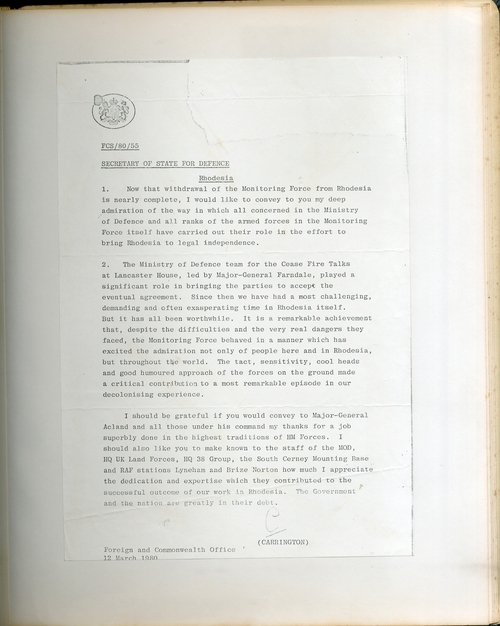 FCS/80/55
SECRETARY OF STATE FOR DEFENCE
Rhodesia
1. Now that withdrawal of the Monitoring Force from Rhodesia
is nearly complete, I would like to convey to you my deep
admiration of the way in which all concerned in the Ministry
of Defence and all ranks of the armed forces in the Monitoring
Force itself have carried out their role in the effort to
bring Rhodesia to legal independence.
2. The Ministry of Defence team for the Cease Fire Talks
at Lancaster House, led by Major-General Farndale, played a
significant role in bringing the parties to accept the
eventual agreement. Since then we have had a most challenging,
demanding and often exasperating time in Rhodesia itself.
But it has all been worthwhile. It is a remarkable achievement
that, despite the difficulties and the very real dangers they
faced, the Monitoring Force behaved in a manner which has
excited the admiration not only of people here and in Rhodesia,
but throughout the world. The tact, sensitivity, cool heads
and good humoured approach of the forces on the ground made
a critical contribution to a most remarkable episode in our
decolonising experience.
I should be grateful if you would convey to Major-General
Acland and all those under his command my thanks for a job
superbly done in the highest traditions of HM Forces. I
should also like you to make known to the staff of the MOD,
HQ UK Land Forces, HQ 38 Group, the South Cerney Mounting Base
and RAF stations Lyneham and Brize Norton how much I appreciate
the dedication and expertise which they contributed to the
successful outcome of our work in Rhodesia. The Government
and the nation are greatly in their debt.
C
(CARRINGTON)
Foreign and Commonwealth Office
12 March 1980